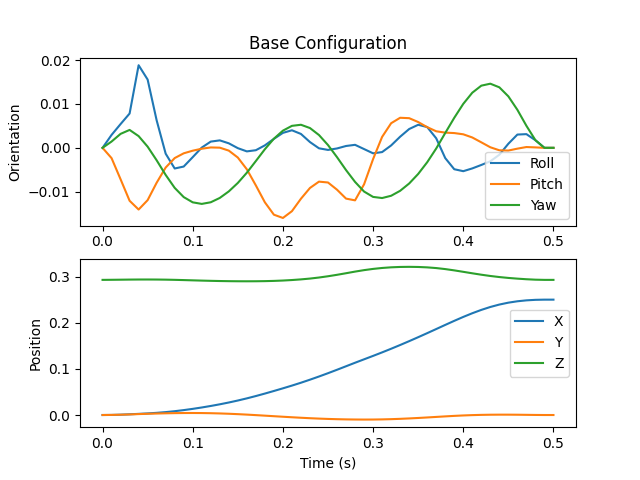 Base Configuration
0.02
0.01
0.00
−0.01
Orientation
Roll
Pitch
Yaw
0.0 0.1 0.2 0.3 0.4 0.5
0.3
0.2
0.1
0.0
Position
X
Y
Z
0.0 0.1 0.2 0.3 0.4 0.5
Time (s)